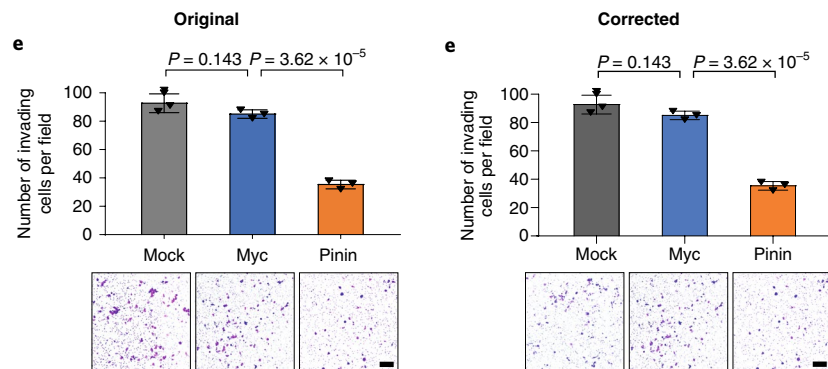 Original
e
P = 0.143 P = 3.62 × 10⁻⁵
Number of invading
cells per field
100
80
60
40
20
0
Mock Myc Pinin
Corrected
e
P = 0.143 P = 3.62 × 10⁻⁵
Number of invading
cells per field
100
80
60
40
20
0
Mock Myc Pinin